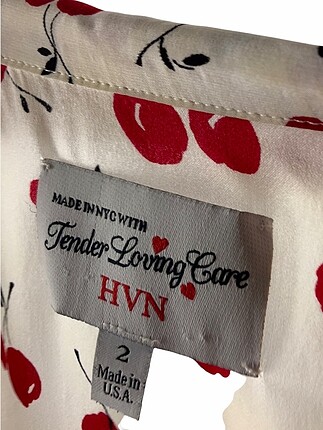 MADE IN NYC WITH
Tender Loving Care
HVN
2
Made in
U.S.A.